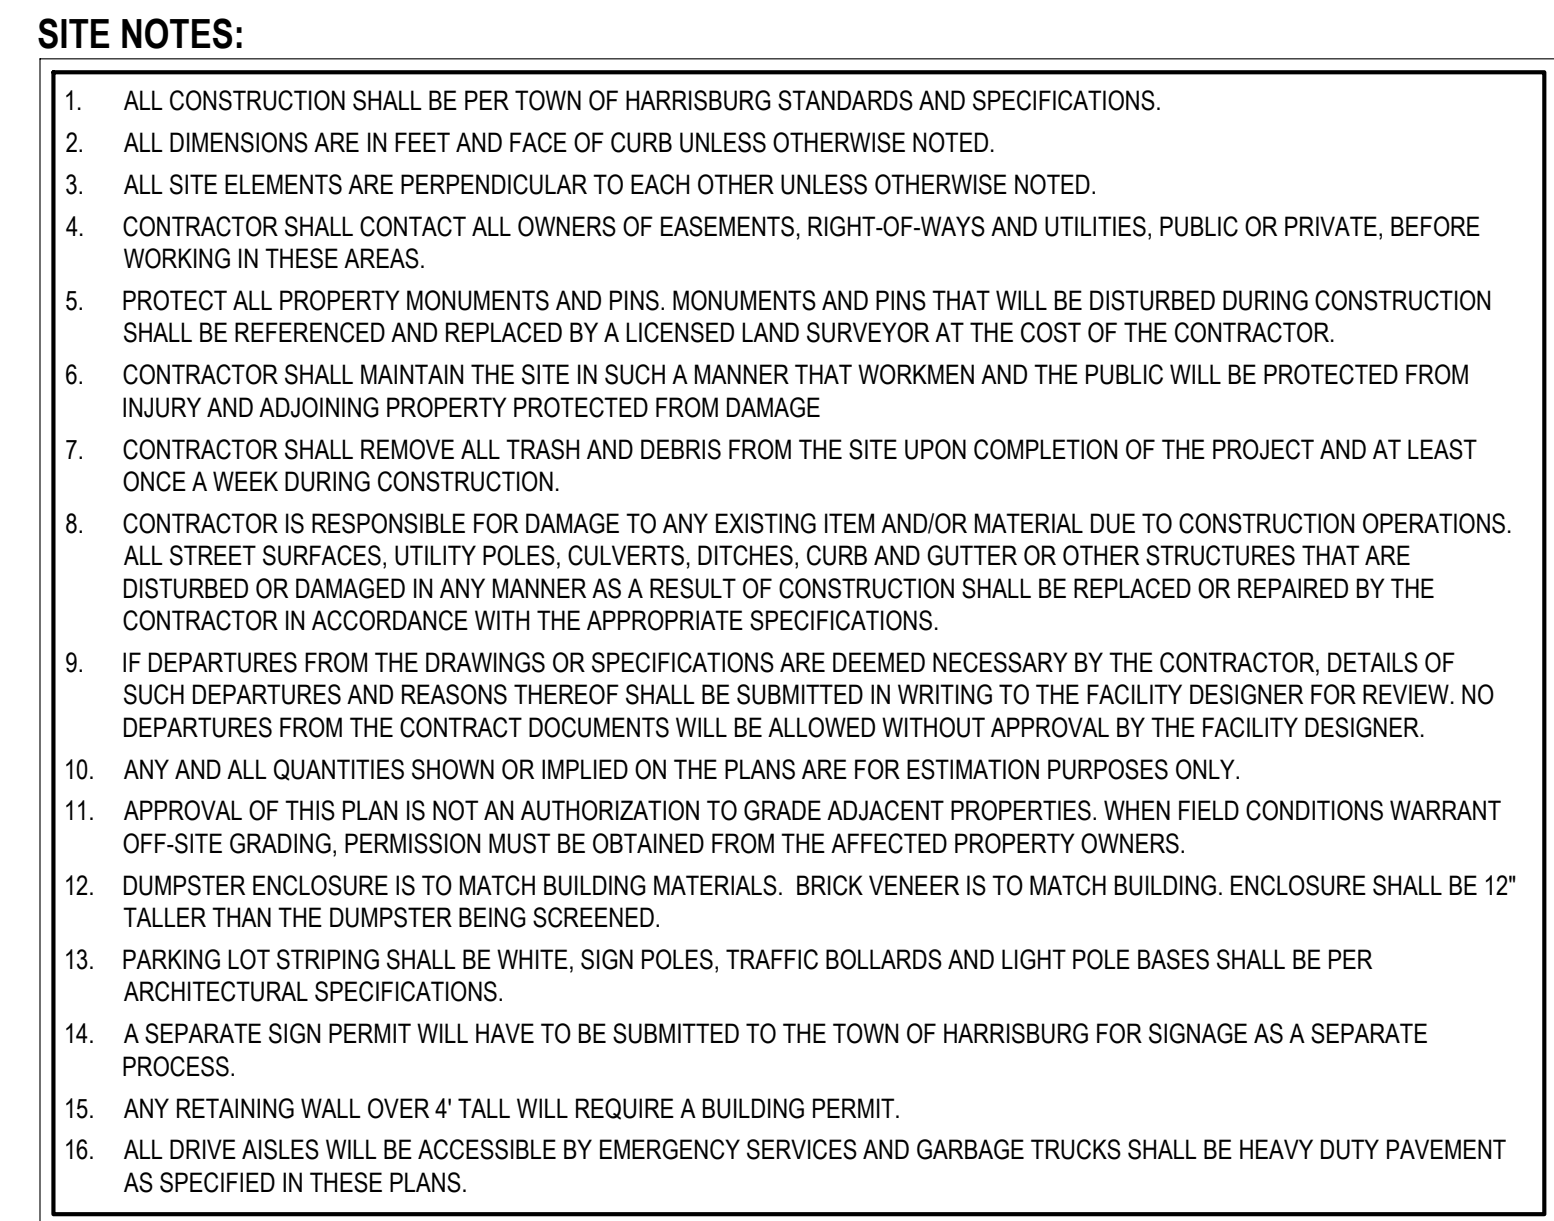 SITE NOTES:
1. ALL CONSTRUCTION SHALL BE PER TOWN OF HARRISBURG STANDARDS AND SPECIFICATIONS.
2. ALL DIMENSIONS ARE IN FEET AND FACE OF CURB UNLESS OTHERWISE NOTED.
3. ALL SITE ELEMENTS ARE PERPENDICULAR TO EACH OTHER UNLESS OTHERWISE NOTED.
4. CONTRACTOR SHALL CONTACT ALL OWNERS OF EASEMENTS, RIGHT-OF-WAYS AND UTILITIES, PUBLIC OR PRIVATE, BEFORE
WORKING IN THESE AREAS.
5. PROTECT ALL PROPERTY MONUMENTS AND PINS. MONUMENTS AND PINS THAT WILL BE DISTURBED DURING CONSTRUCTION
SHALL BE REFERENCED AND REPLACED BY A LICENSED LAND SURVEYOR AT THE COST OF THE CONTRACTOR.
6. CONTRACTOR SHALL MAINTAIN THE SITE IN SUCH A MANNER THAT WORKMEN AND THE PUBLIC WILL BE PROTECTED FROM
INJURY AND ADJOINING PROPERTY PROTECTED FROM DAMAGE
7. CONTRACTOR SHALL REMOVE ALL TRASH AND DEBRIS FROM THE SITE UPON COMPLETION OF THE PROJECT AND AT LEAST
ONCE A WEEK DURING CONSTRUCTION.
8. CONTRACTOR IS RESPONSIBLE FOR DAMAGE TO ANY EXISTING ITEM AND/OR MATERIAL DUE TO CONSTRUCTION OPERATIONS.
ALL STREET SURFACES, UTILITY POLES, CULVERTS, DITCHES, CURB AND GUTTER OR OTHER STRUCTURES THAT ARE
DISTURBED OR DAMAGED IN ANY MANNER AS A RESULT OF CONSTRUCTION SHALL BE REPLACED OR REPAIRED BY THE
CONTRACTOR IN ACCORDANCE WITH THE APPROPRIATE SPECIFICATIONS.
9. IF DEPARTURES FROM THE DRAWINGS OR SPECIFICATIONS ARE DEEMED NECESSARY BY THE CONTRACTOR, DETAILS OF
SUCH DEPARTURES AND REASONS THEREOF SHALL BE SUBMITTED IN WRITING TO THE FACILITY DESIGNER FOR REVIEW. NO
DEPARTURES FROM THE CONTRACT DOCUMENTS WILL BE ALLOWED WITHOUT APPROVAL BY THE FACILITY DESIGNER.
10. ANY AND ALL QUANTITIES SHOWN OR IMPLIED ON THE PLANS ARE FOR ESTIMATION PURPOSES ONLY.
11. APPROVAL OF THIS PLAN IS NOT AN AUTHORIZATION TO GRADE ADJACENT PROPERTIES. WHEN FIELD CONDITIONS WARRANT
OFF-SITE GRADING, PERMISSION MUST BE OBTAINED FROM THE AFFECTED PROPERTY OWNERS.
12. DUMPSTER ENCLOSURE IS TO MATCH BUILDING MATERIALS. BRICK VENEER IS TO MATCH BUILDING. ENCLOSURE SHALL BE 12"
TALLER THAN THE DUMPSTER BEING SCREENED.
13. PARKING LOT STRIPING SHALL BE WHITE, SIGN POLES, TRAFFIC BOLLARDS AND LIGHT POLE BASES SHALL BE PER
ARCHITECTURAL SPECIFICATIONS.
14. A SEPARATE SIGN PERMIT WILL HAVE TO BE SUBMITTED TO THE TOWN OF HARRISBURG FOR SIGNAGE AS A SEPARATE
PROCESS.
15. ANY RETAINING WALL OVER 4' TALL WILL REQUIRE A BUILDING PERMIT.
16. ALL DRIVE AISLES WILL BE ACCESSIBLE BY EMERGENCY SERVICES AND GARBAGE TRUCKS SHALL BE HEAVY DUTY PAVEMENT
AS SPECIFIED IN THESE PLANS.